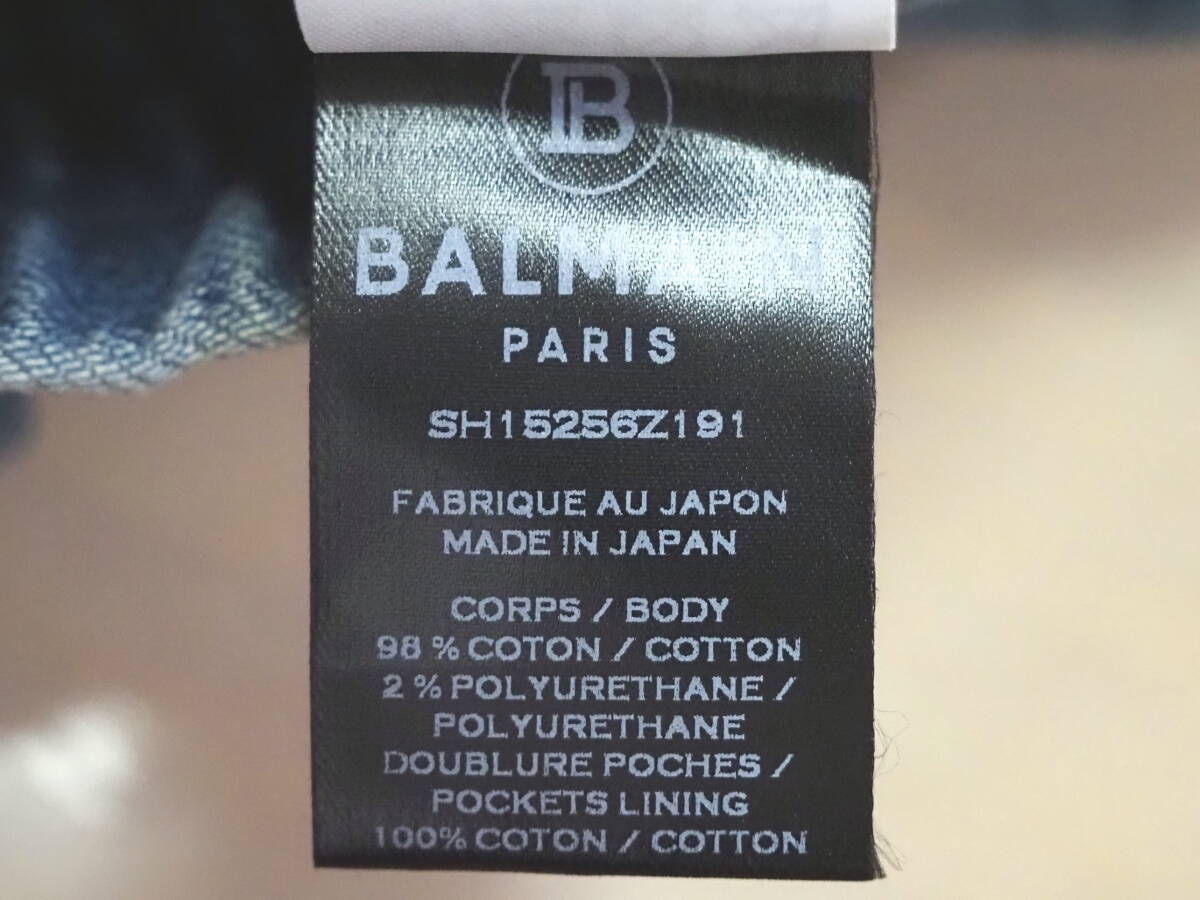 B
BALMAIN
PARIS
SH15256Z191
FABRIQUE AU JAPON
MADE IN JAPAN
CORPS / BODY
98 % COTON / COTTON
2 % POLYURETHANE /
POLYURETHANE
DOUBLURE POCHES /
POCKETS LINING
100% COTON / COTTON